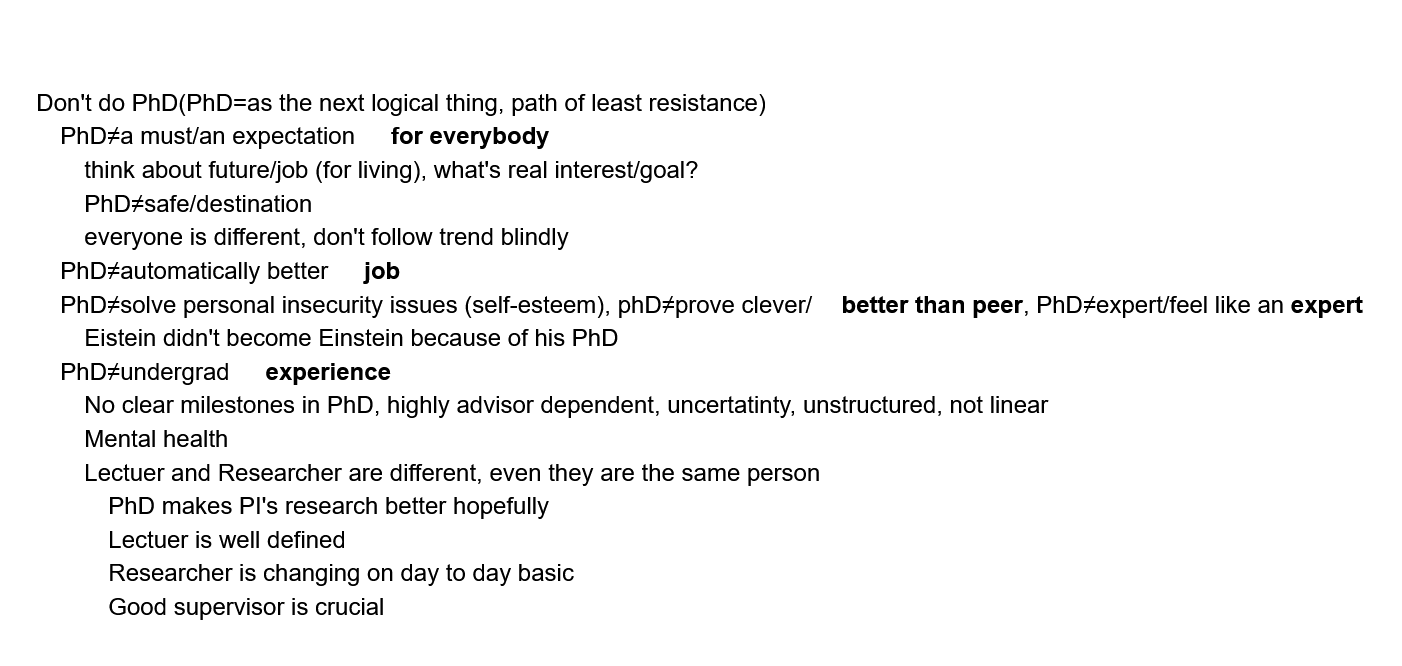 Don't do PhD(PhD=as the next logical thing, path of least resistance)
PhD≠a must/an expectation for everybody
think about future/job (for living), what's real interest/goal?
PhD≠safe/destination
everyone is different, don't follow trend blindly
PhD≠automatically better job
PhD≠solve personal insecurity issues (self-esteem), phD≠prove clever/ better than peer, PhD≠expert/feel like an expert
Eistein didn't become Einstein because of his PhD
PhD≠undergrad experience
No clear milestones in PhD, highly advisor dependent, uncertatinty, unstructured, not linear
Mental health
Lectuer and Researcher are different, even they are the same person
PhD makes PI's research better hopefully
Lectuer is well defined
Researcher is changing on day to day basic
Good supervisor is crucial